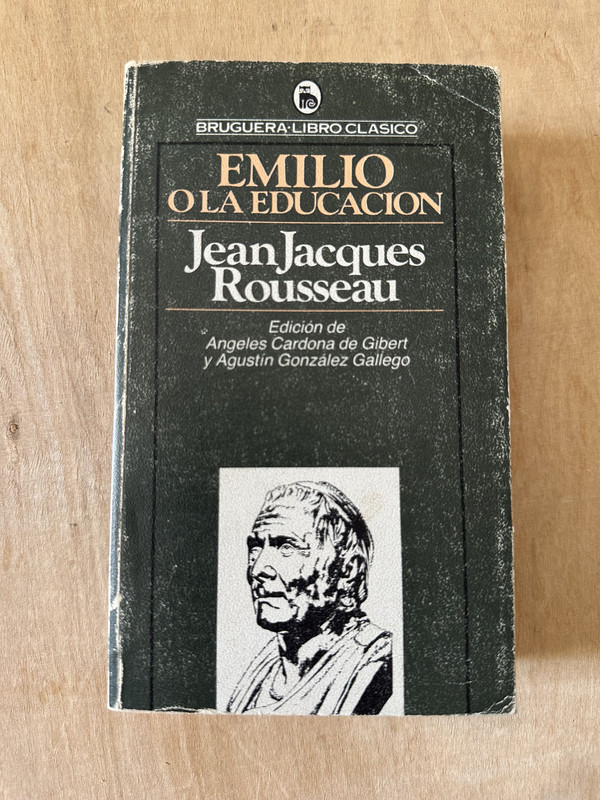 BRUGUERA·LIBRO CLASICO
EMILIO
O LA EDUCACION
Jean Jacques
Rousseau
Edición de
Angeles Cardona de Gibert
y Agustín González Gallego